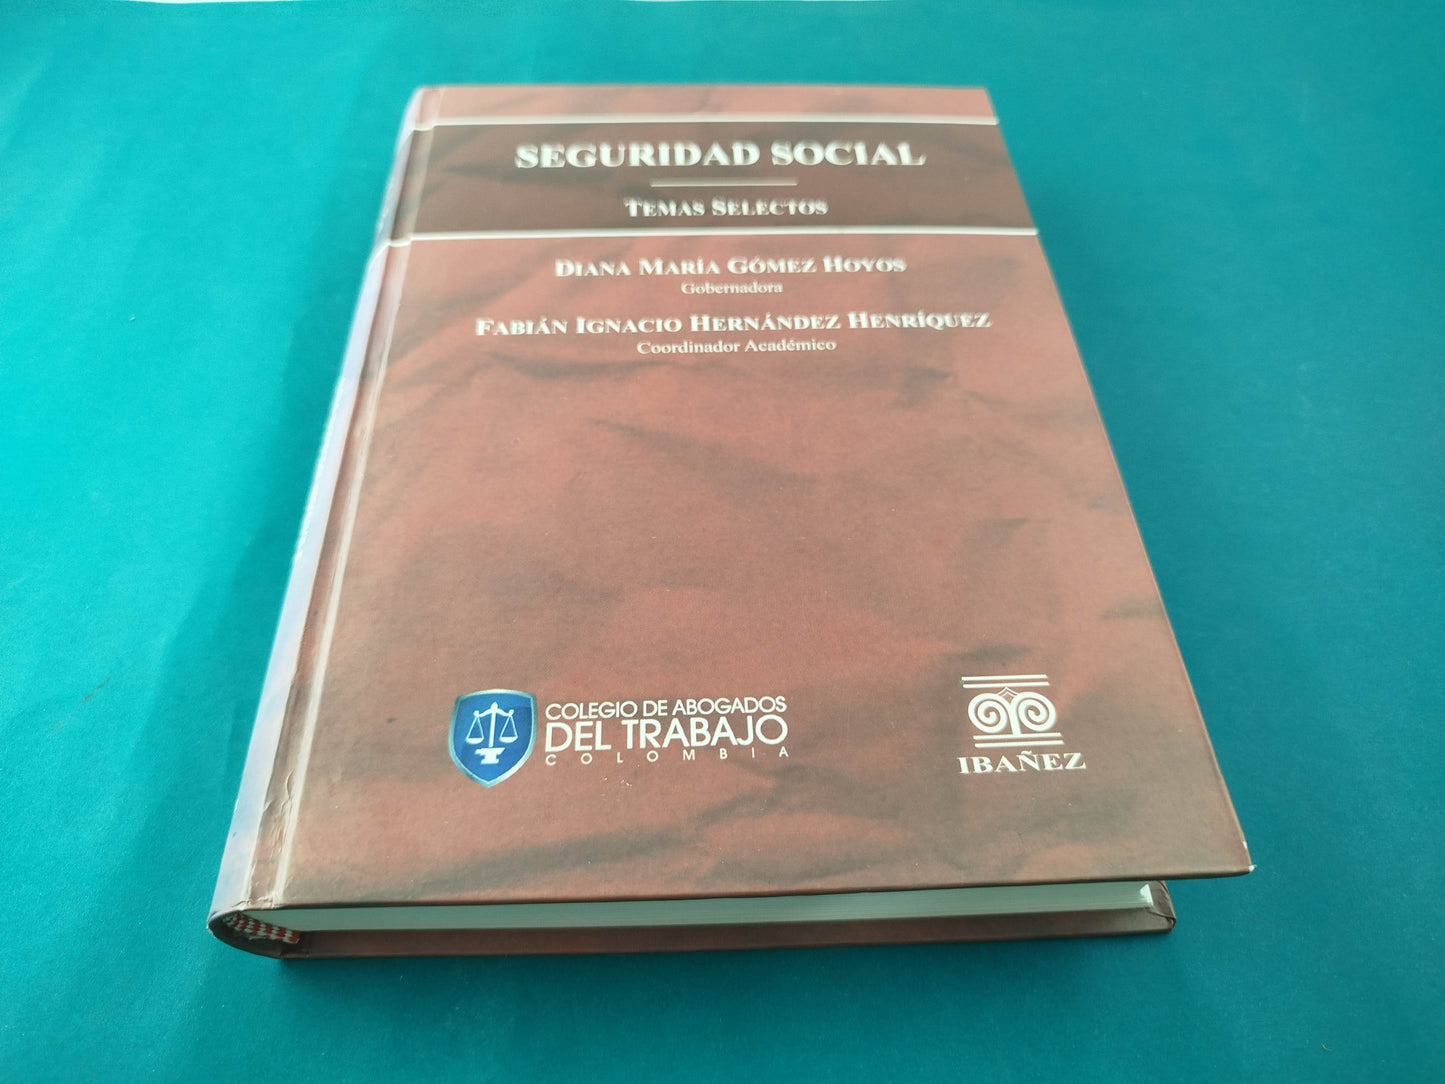 SEGURIDAD SOCIAL
TEMAS SELECTOS
DIANA MARÍA GÓMEZ HOYOS
Gobernadora
FABIÁN IGNACIO HERNÁNDEZ HENRÍQUEZ
Coordinador Académico
COLEGIO DE ABOGADOS
DEL TRABAJO
COLOMBIA
IBAÑEZ